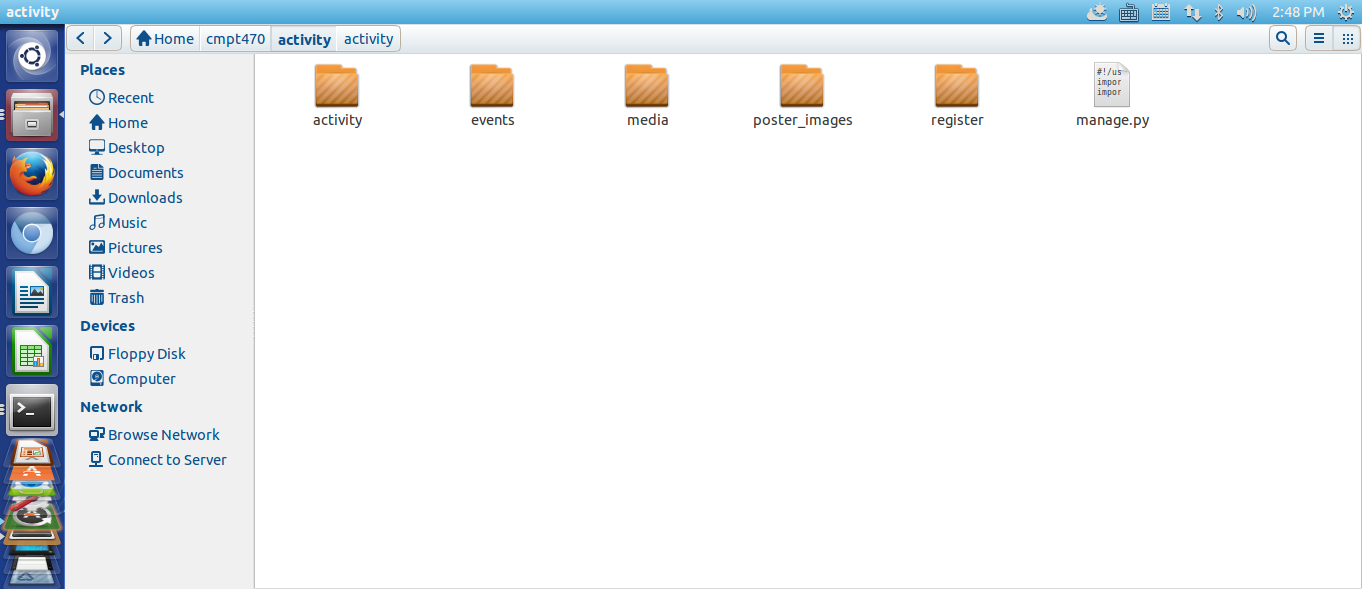 activity
2:48 PM
Home
cmpt470
activity
activity
Places
Recent
Home
Desktop
Documents
Downloads
Music
Pictures
Videos
Trash
Devices
Floppy Disk
Computer
Network
Browse Network
Connect to Server
activity
events
media
poster_images
register
#!/us
impor
impor
manage.py